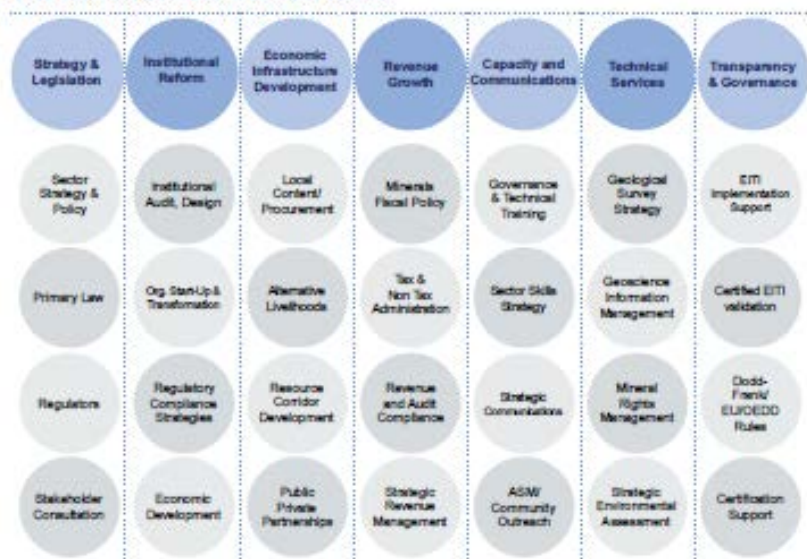 Strategy &
Legislation
Institutional
Reform
Economic
Infrastructure
Development
Revenue
Growth
Capacity and
Communications
Technical
Services
Transparency
& Governance
Sector
Strategy &
Policy
Institutional
Audit, Design
Local
Content/
Procurement
Minerals
Fiscal Policy
Governance
& Technical
Training
Geological
Survey
Strategy
EITI
Implementation
Support
Primary Law
Org. Start-Up &
Transformation
Alternative
Livelihoods
Tax &
Non Tax
Administration
Sector Skills
Strategy
Geoscience
Information
Management
Certified EITI
validation
Regulators
Regulatory
Compliance
Strategies
Resource
Corridor
Development
Revenue
and Audit
Compliance
Strategic
Communications
Mineral
Rights
Management
Dodd-
Frank/
EU/OEDD
Rules
Stakeholder
Consultation
Economic
Development
Public
Private
Partnerships
Strategic
Revenue
Management
ASM/
Community
Outreach
Strategic
Environmental
Assessment
Certification
Support